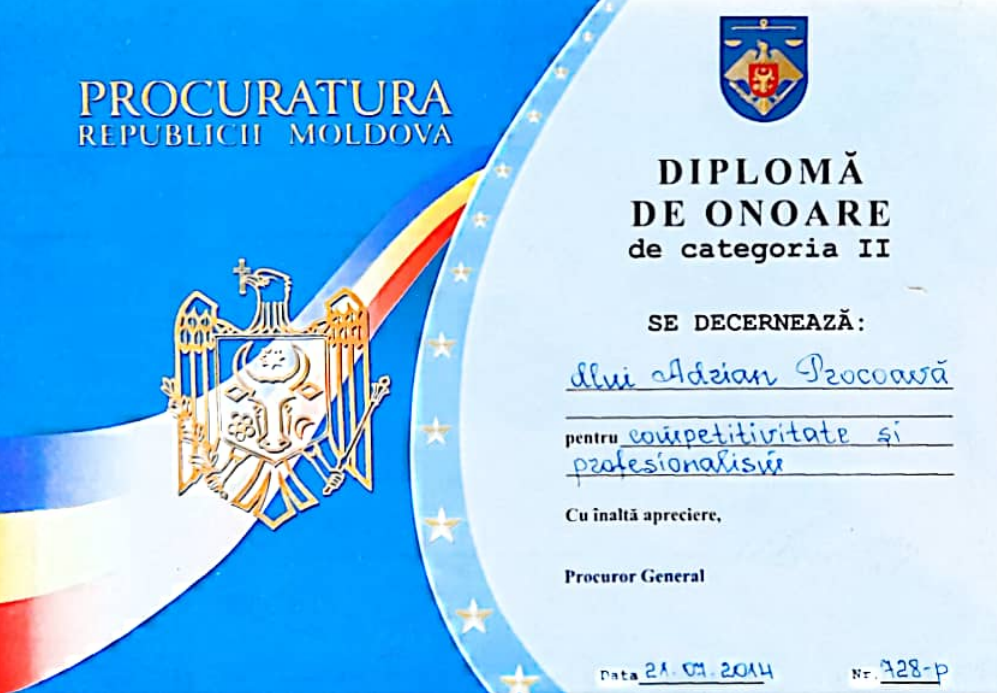 PROCURATURA
REPUBLICII MOLDOVA
DIPLOMĂ
DE ONOARE
de categoria II
SE DECERNEAZĂ:
dlui Adrian Procoavă
pentru competitivitate și
profesionalism
Cu înaltă apreciere,
Procuror General
Data 21.07.2014
Nr. 728-p